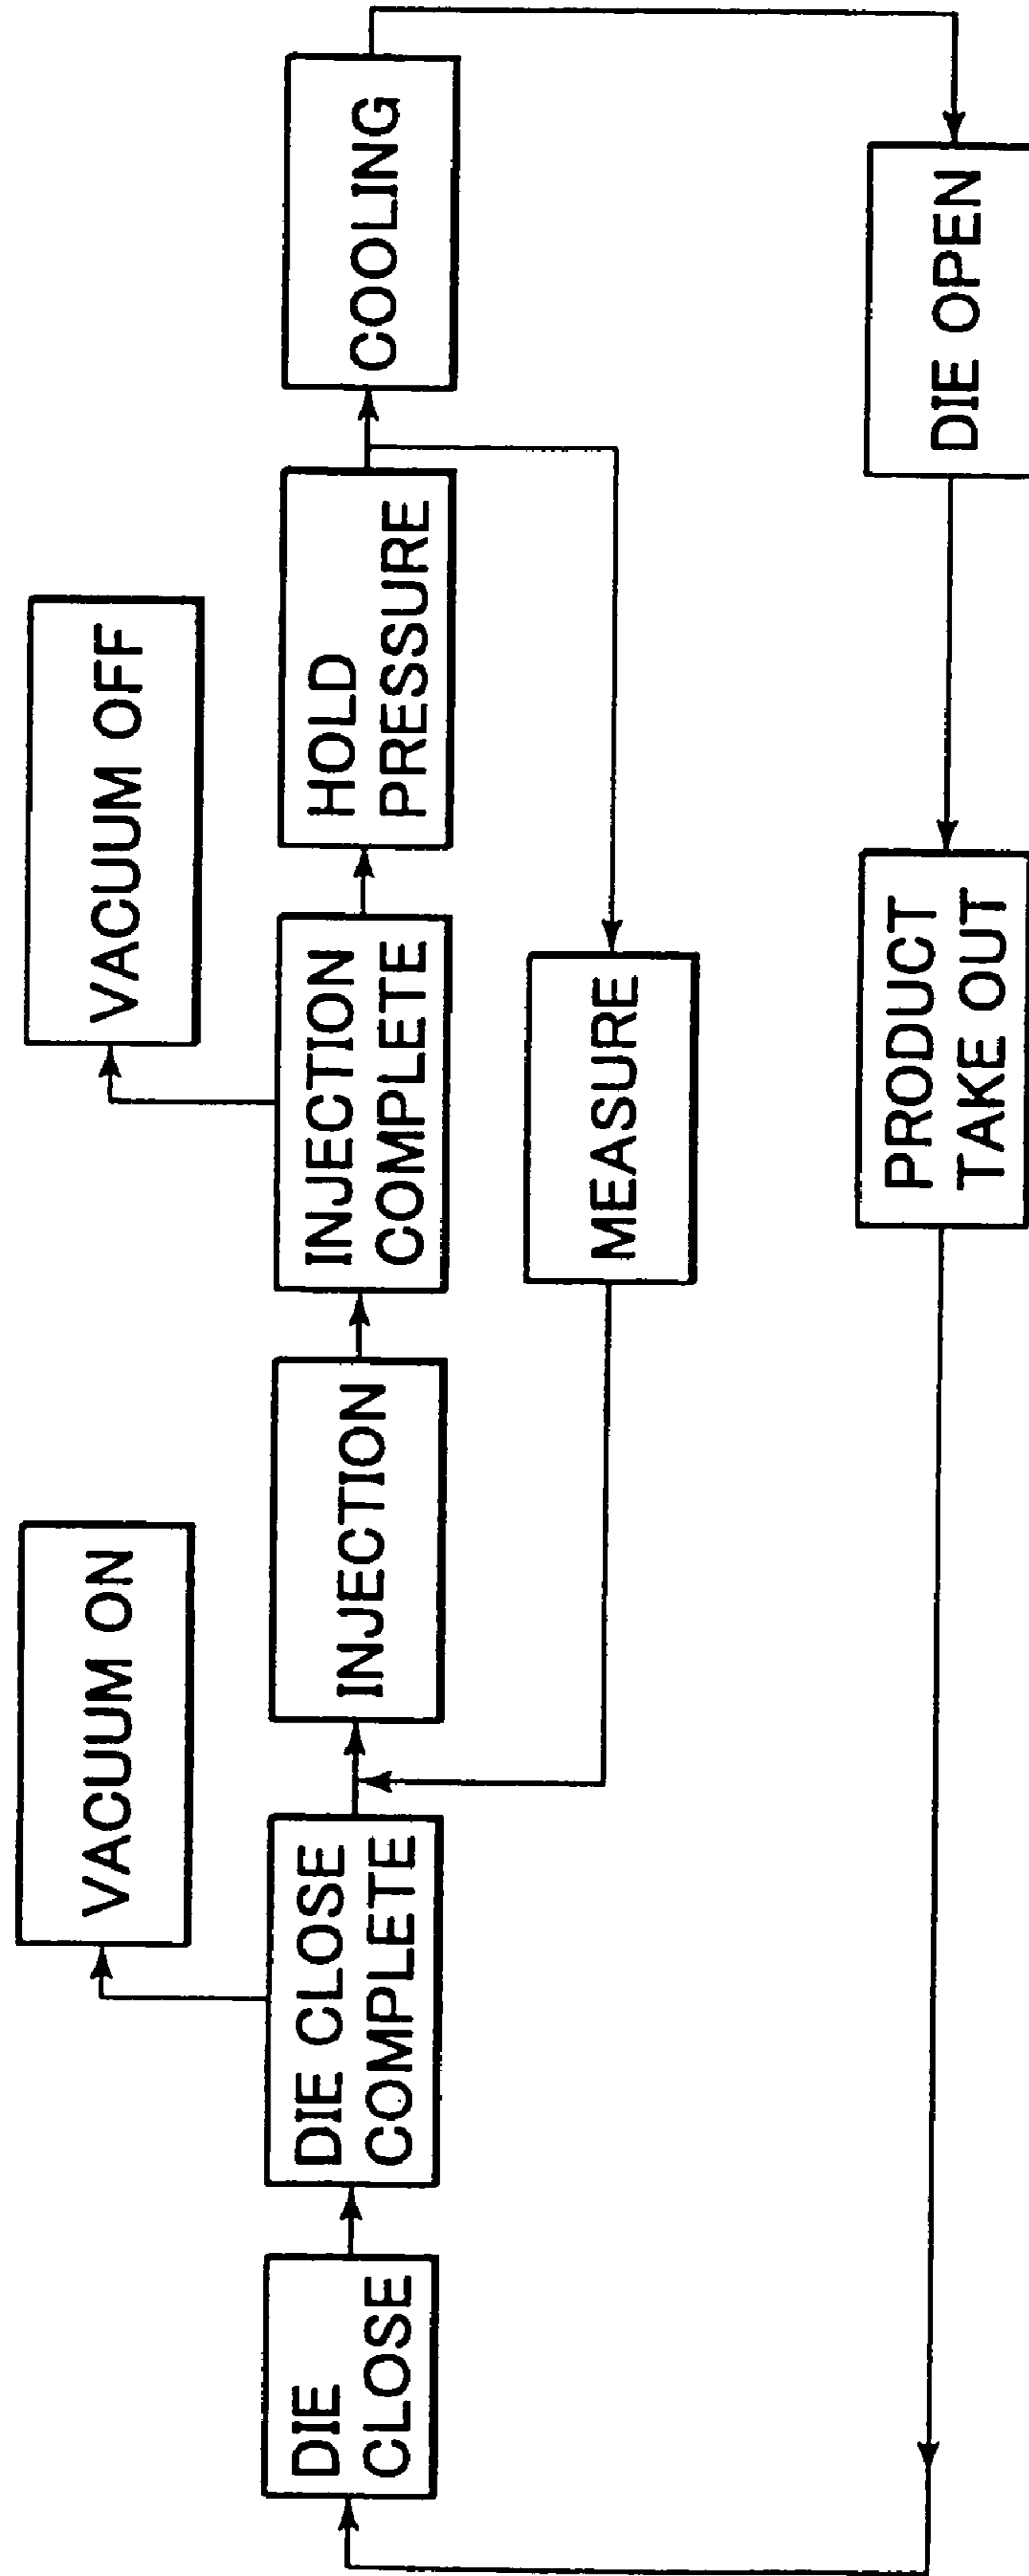 VACUUM ON
VACUUM OFF
DIE
CLOSE
DIE CLOSE
COMPLETE
INJECTION
INJECTION
COMPLETE
HOLD
PRESSURE
COOLING
MEASURE
PRODUCT
TAKE OUT
DIE OPEN